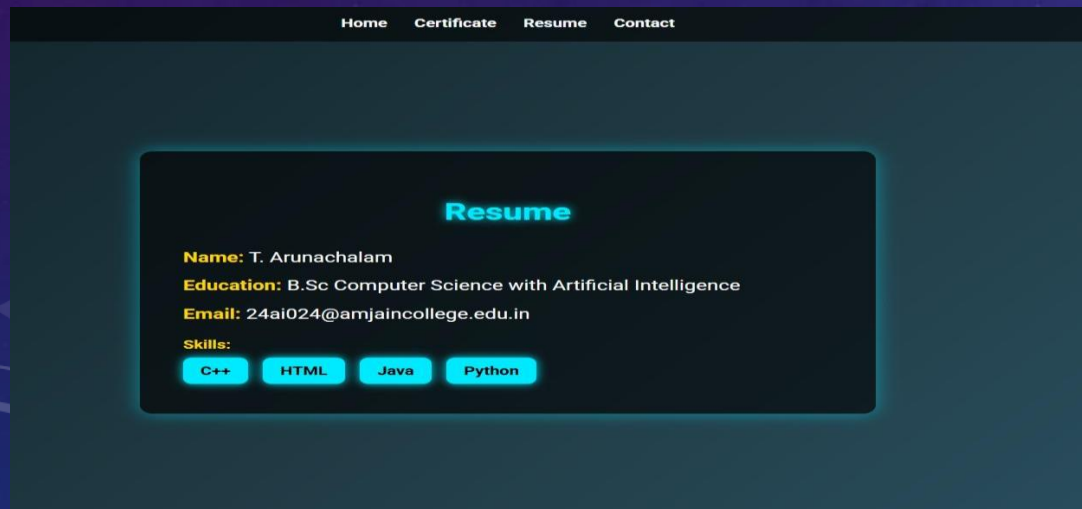 Home Certificate Resume Contact
Resume
Name: T. Arunachalam
Education: B.Sc Computer Science with Artificial Intelligence
Email: 24ai024@amjaincollege.edu.in
Skills:
C++ HTML Java Python